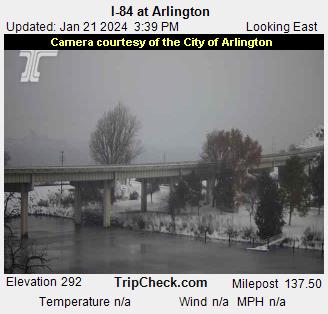 I-84 at Arlington
Updated: Jan 21 2024 3:39 PM Looking East
Camera courtesy of the City of Arlington
Elevation 292 TripCheck.com Milepost 137.50
Temperature n/a Wind n/a MPH n/a